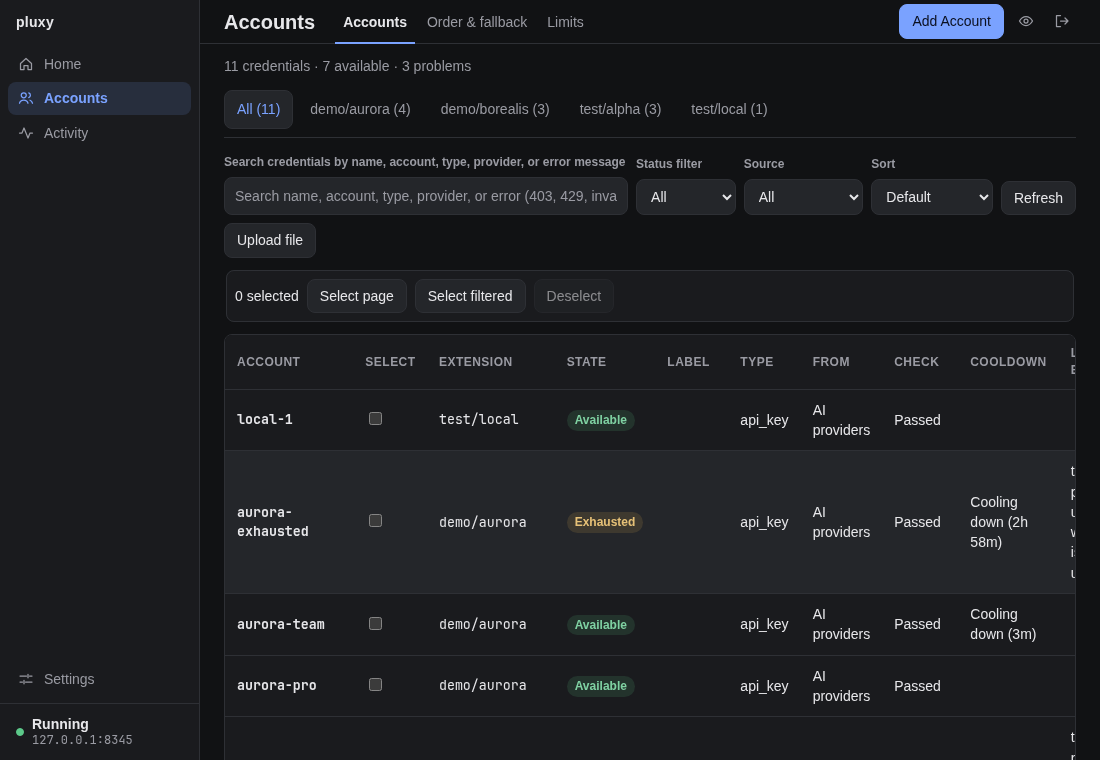 pluxy
Home
Accounts
Activity
Settings
Running
127.0.0.1:8345
Accounts
Accounts
Order & fallback
Limits
Add Account
11 credentials · 7 available · 3 problems
All (11)
demo/aurora (4)
demo/borealis (3)
test/alpha (3)
test/local (1)
Search credentials by name, account, type, provider, or error message
Status filter
Source
Sort
Search name, account, type, provider, or error (403, 429, inva
All
All
Default
Refresh
Upload file
0 selected
Select page
Select filtered
Deselect
ACCOUNT SELECT EXTENSION STATE LABEL TYPE FROM CHECK COOLDOWN
local-1 test/local Available api_key AI providers Passed
aurora-exhausted demo/aurora Exhausted api_key AI providers Passed Cooling down (2h 58m)
aurora-team demo/aurora Available api_key AI providers Passed Cooling down (3m)
aurora-pro demo/aurora Available api_key AI providers Passed